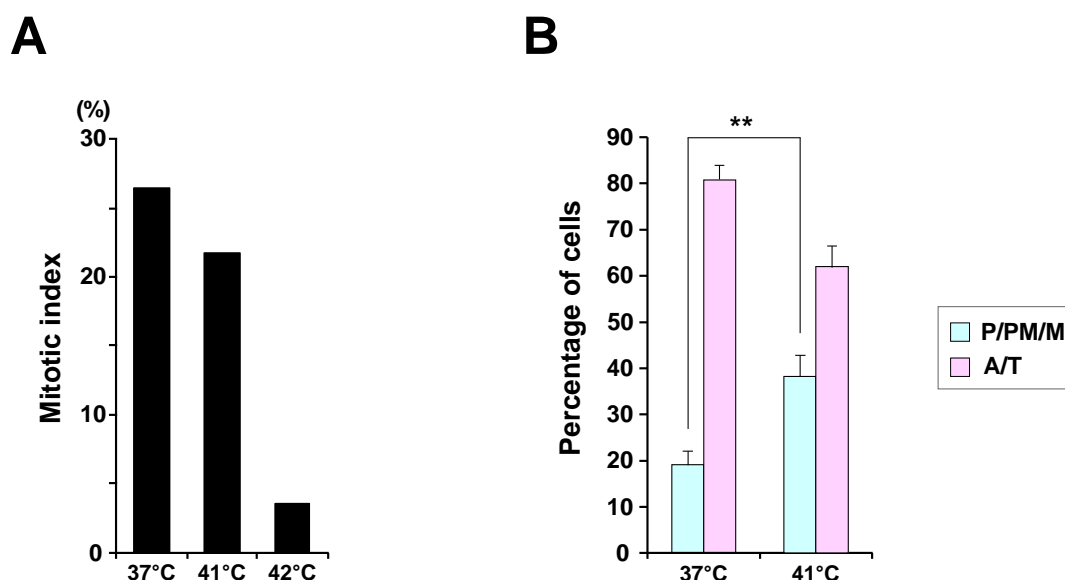 A
(%)
30
20
10
0
Mitotic index
37°C
41°C
42°C
B
**
90
80
70
60
50
40
30
20
10
0
Percentage of cells
37°C
41°C
P/PM/M
A/T